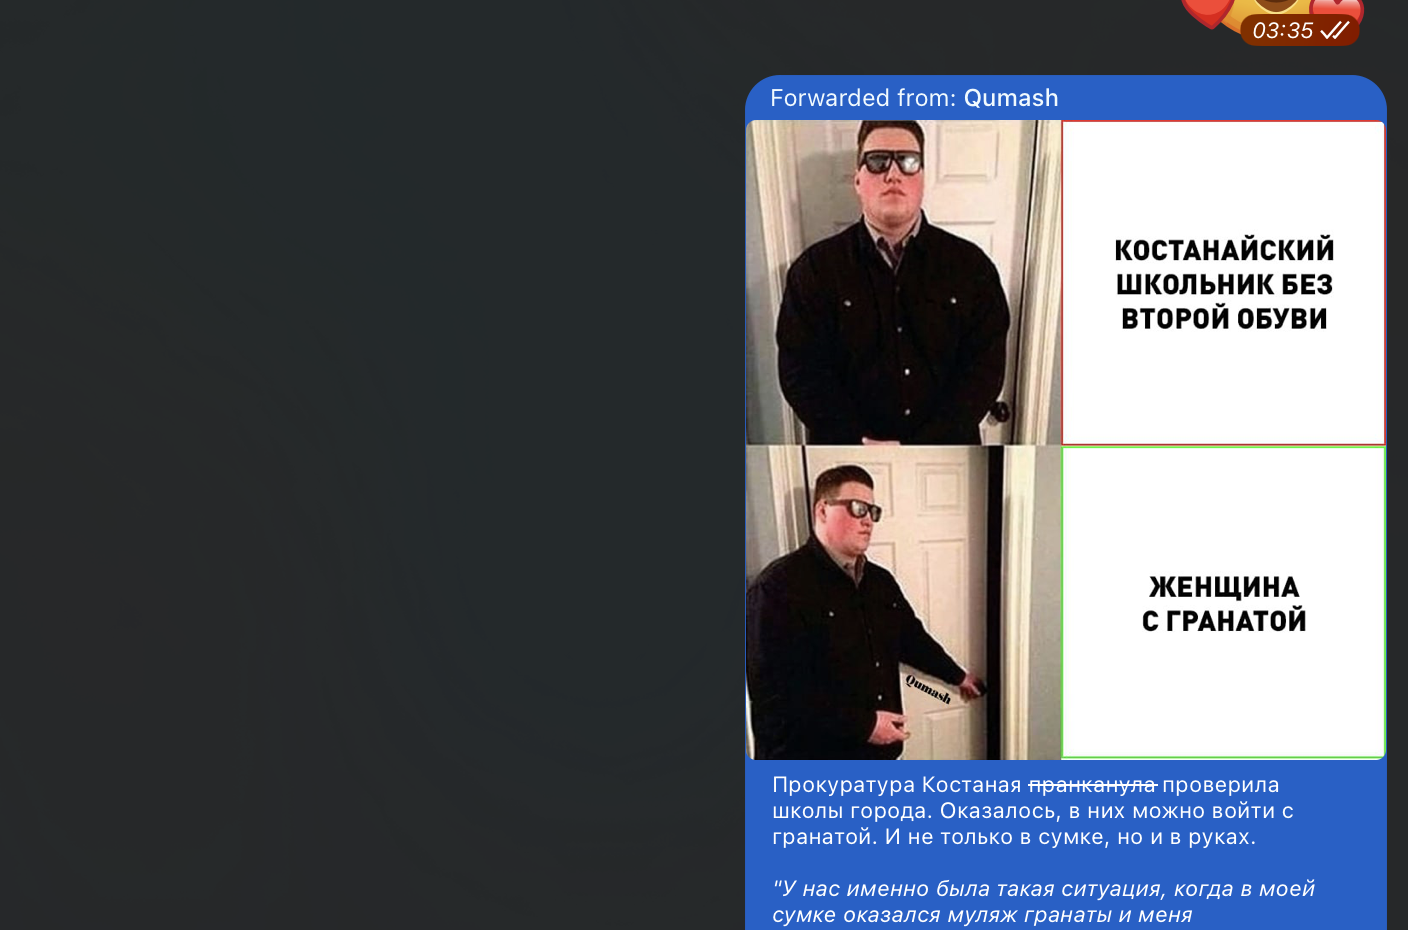 03:35
Forwarded from: Qumash
КОСТАНАЙСКИЙ
ШКОЛЬНИК БЕЗ
ВТОРОЙ ОБУВИ
ЖЕНЩИНА
С ГРАНАТОЙ
Qumash
Прокуратура Костаная пранканула проверила
школы города. Оказалось, в них можно войти с
гранатой. И не только в сумке, но и в руках.
"У нас именно была такая ситуация, когда в моей
сумке оказался муляж гранаты и меня